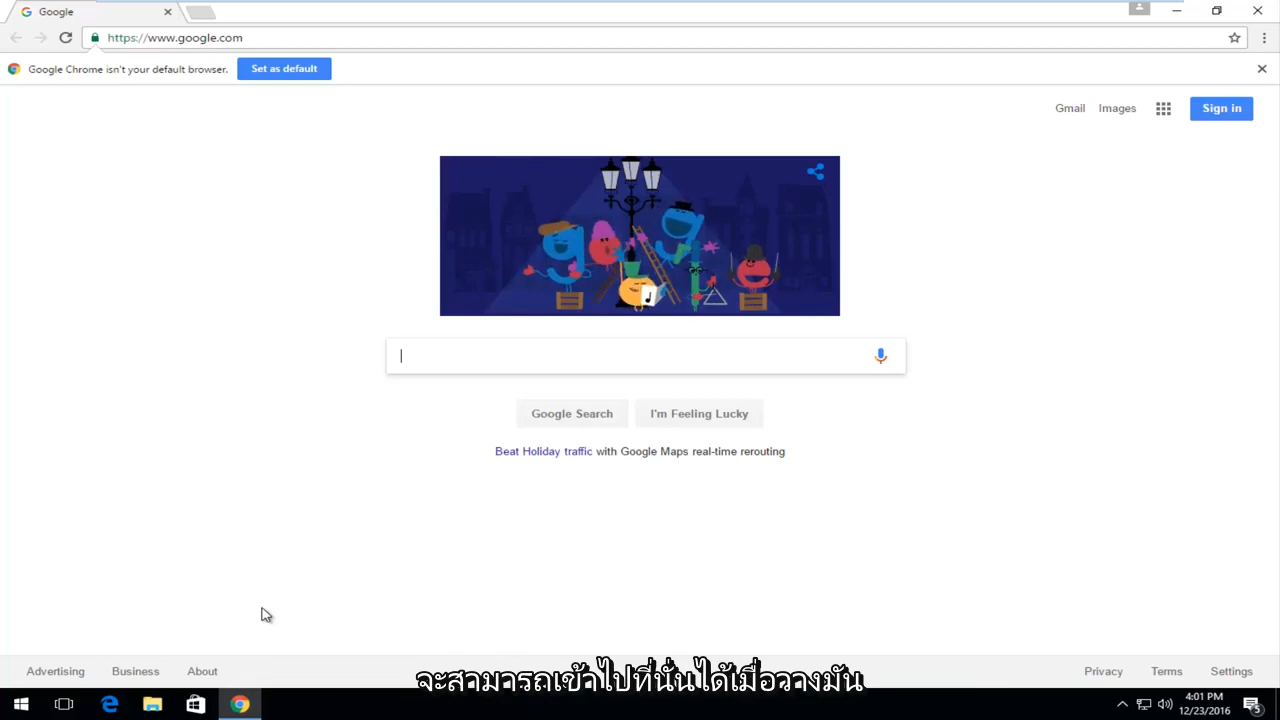 Google
https://www.google.com
Google Chrome isn't your default browser. Set as default
Gmail Images Sign in
Google Search I'm Feeling Lucky
Beat Holiday traffic with Google Maps real-time rerouting
Advertising Business About Privacy Terms Settings
จะสามารถเข้าไปที่นั่นได้เมื่อวางมัน
4:01 PM
12/23/2016
5